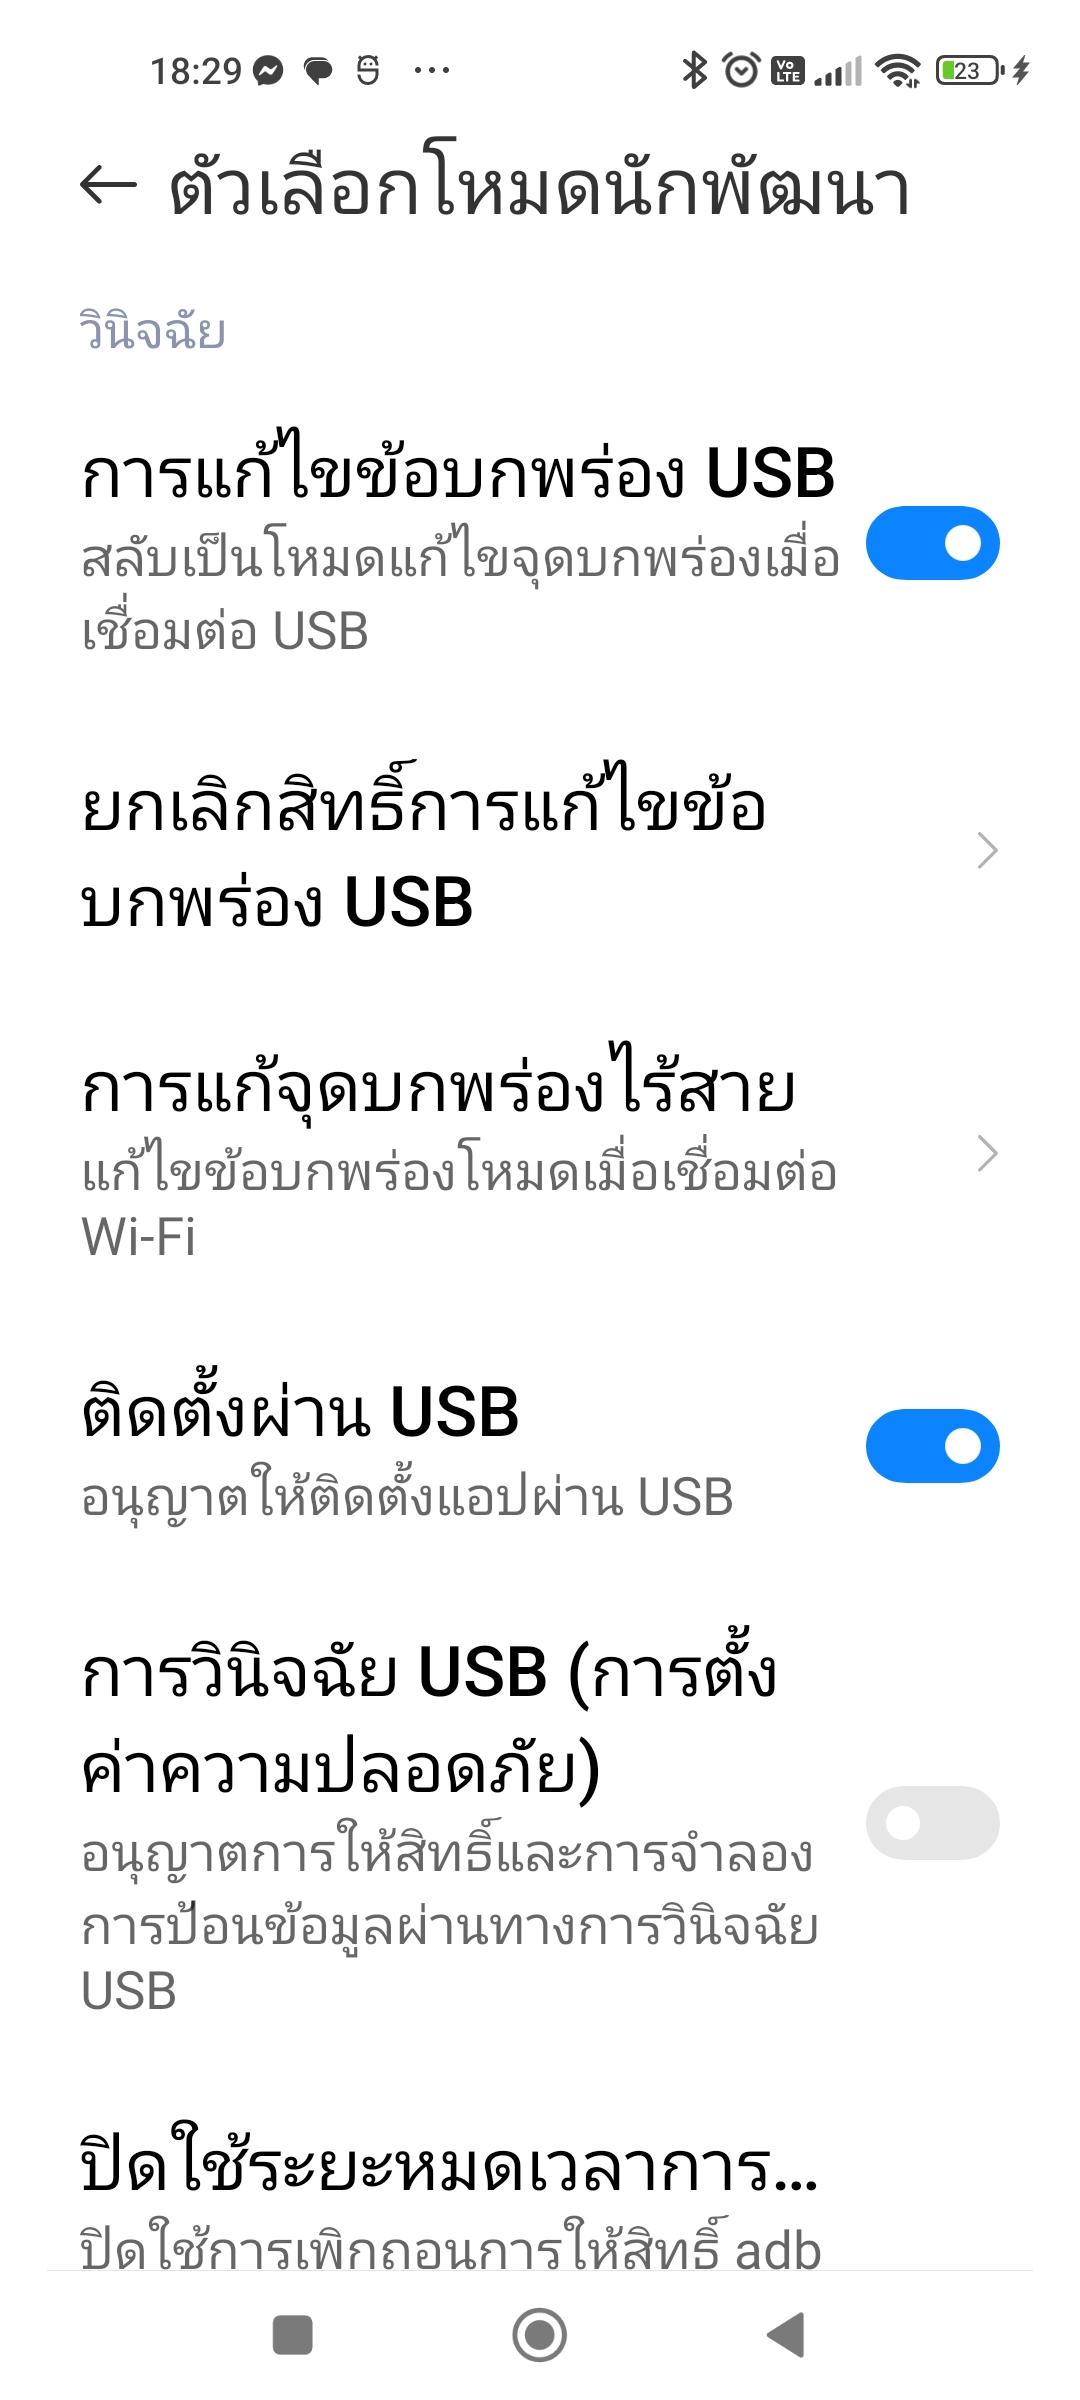 18:29
Vo LTE
23
ตัวเลือกโหมดนักพัฒนา
วินิจฉัย
การแก้ไขข้อบกพร่อง USB
สลับเป็นโหมดแก้ไขจุดบกพร่องเมื่อ
เชื่อมต่อ USB
ยกเลิกสิทธิ์การแก้ไขข้อ
บกพร่อง USB
การแก้จุดบกพร่องไร้สาย
แก้ไขข้อบกพร่องโหมดเมื่อเชื่อมต่อ
Wi-Fi
ติดตั้งผ่าน USB
อนุญาตให้ติดตั้งแอปผ่าน USB
การวินิจฉัย USB (การตั้ง
ค่าความปลอดภัย)
อนุญาตการให้สิทธิ์และการจำลอง
การป้อนข้อมูลผ่านทางการวินิจฉัย
USB
ปิดใช้ระยะหมดเวลาการ...
ปิดใช้การเพิกถอนการให้สิทธิ์ adb